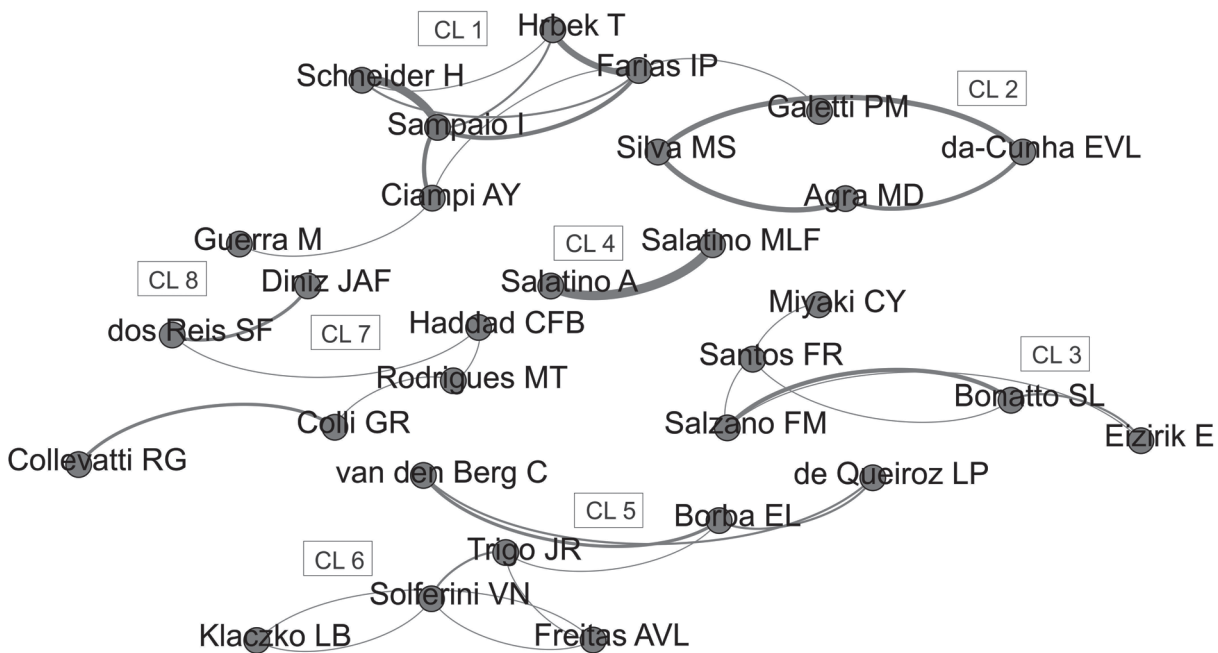 Hrbek T
CL 1
Schneider H
Farias IP
Galetti PM
CL 2
Sampaio I
Silva MS
da-Cunha EVL
Ciampi AY
Agra MD
Guerra M
CL 4
Salatino MLF
CL 8
Diniz JAF
Salatino A
Miyaki CY
dos Reis SF
CL 7
Haddad CFB
Santos FR
CL 3
Rodrigues MT
Bonatto SL
Colli GR
Salzano FM
Eizirik E
Collevatti RG
van den Berg C
de Queiroz LP
CL 5
Borba EL
CL 6
Trigo JR
Solferini VN
Klaczko LB
Freitas AVL